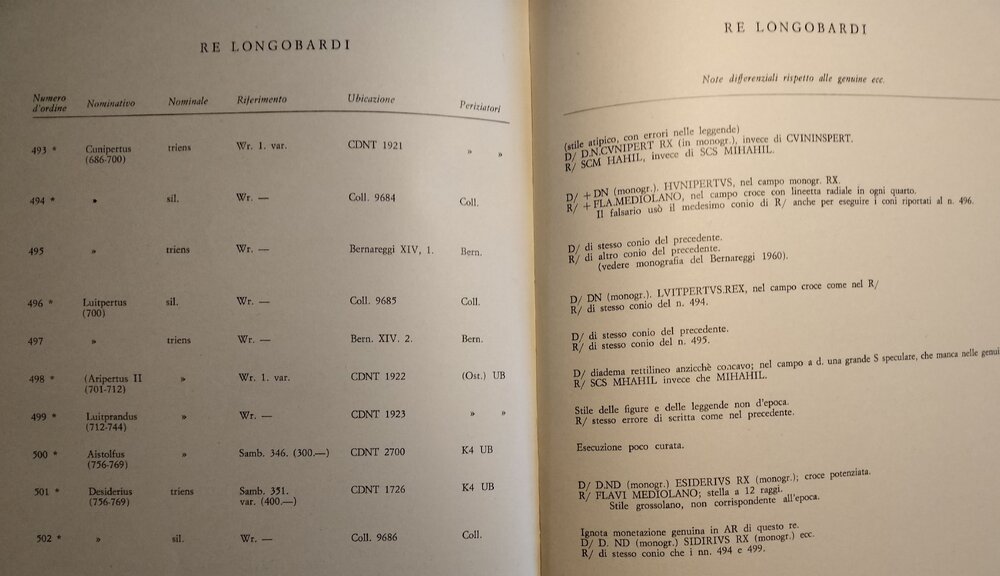 RE LONGOBARDI
Numero d'ordine Nominativo Nominale Riferimento Ubicazione Periziatori
493 * Cunipertus triens Wr. 1. var. CDNT 1921 » »
(686-700)
494 * » sil. Wr. — Coll. 9684 Coll.
495 » triens Wr. — Bernareggi XIV, 1. Bern.
496 * Luitpertus sil. Wr. — Coll. 9685 Coll.
(700)
497 » triens Wr. — Bern. XIV. 2. Bern.
498 * (Aripertus II » Wr. 1. var. CDNT 1922 (Ost.) UB
(701-712)
499 * Luitprandus » Wr. — CDNT 1923 » »
(712-744)
500 * Aistolfus » Samb. 346. (300.—) CDNT 2700 K4 UB
(756-769)
501 * Desiderius triens Samb. 351. CDNT 1726 K4 UB
(756-769) var. (400.—)
502 * » sil. Wr. — Coll. 9686 Coll.
RE LONGOBARDI
Note differenziali rispetto alle genuine ecc.
(stile atipico, con errori nelle leggende)
D/ D.N.CVNIPERT RX (in monogr.), invece di CVININSPERT.
R/ SCM HAHIL, invece di SCS MIHAHIL.
D/ + DN (monogr.). HVNIPERTVS, nel campo monogr. RX.
R/ + FLA.MEDIOLANO, nel campo croce con lineetta radiale in ogni quarto.
Il falsario usò il medesimo conio di R/ anche per eseguire i coni riportati al n. 496.
D/ di stesso conio del precedente.
R/ di altro conio del precedente.
(vedere monografia del Bernareggi 1960).
D/ DN (monogr.). LVITPERTVS.REX, nel campo croce come nel R/
R/ di stesso conio del n. 494.
D/ di stesso conio del precedente.
R/ di stesso conio del n. 495.
D/ diadema rettilineo anzicchè concavo; nel campo a d. una grande S speculare, che manca nelle genui
R/ SCS MHAHIL invece che MIHAHIL.
Stile delle figure e delle leggende non d'epoca.
R/ stesso errore di scritta come nel precedente.
Esecuzione poco curata.
D/ D.ND (monogr.) ESIDERIVS RX (monogr.); croce potenziata.
R/ FLAVI MEDIOLANO; stella a 12 raggi.
Stile grossolano, non corrispondente all'epoca.
Ignota monetazione genuina in AR di questo re.
D/ D. ND (monogr.) SIDIRIVS RX (monogr.) ecc.
R/ di stesso conio che i nn. 494 e 499.